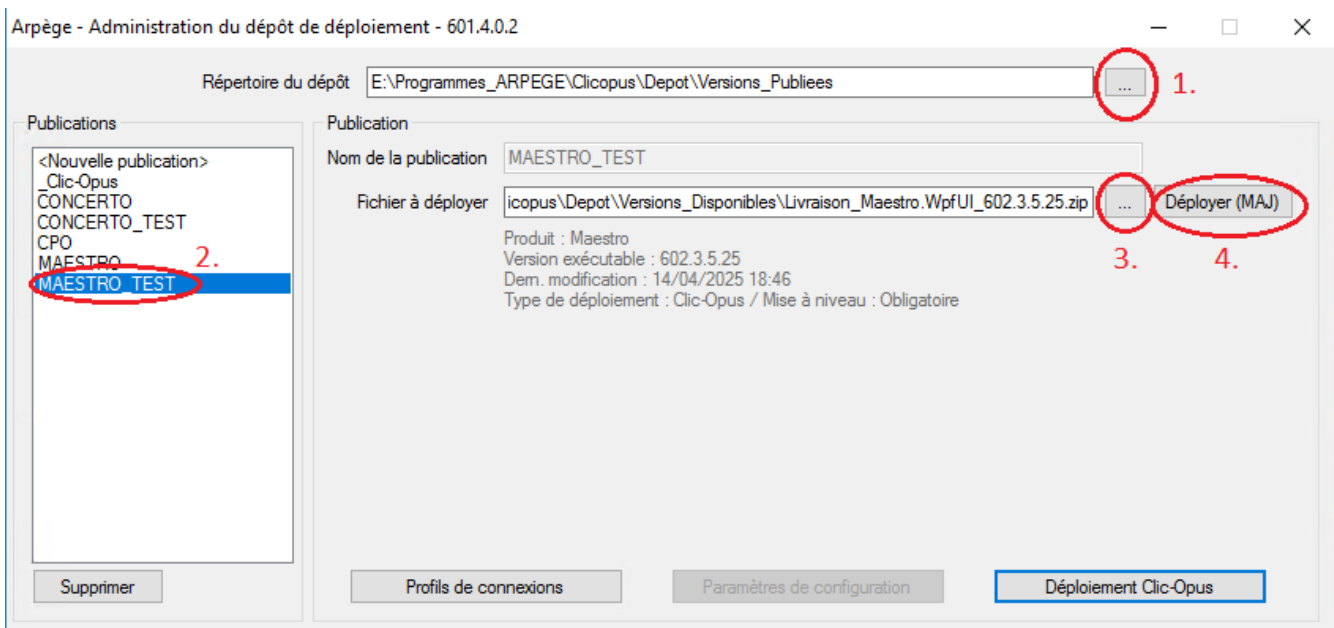 Arpège - Administration du dépôt de déploiement - 601.4.0.2
Répertoire du dépôt E:\Programmes_ARPEGE\Clicopus\Depot\Versions_Publiees ... 1.
Publications
<Nouvelle publication>
_Clic-Opus
CONCERTO
CONCERTO_TEST
CPO
MAESTRO 2.
MAESTRO_TEST
Supprimer
Publication
Nom de la publication MAESTRO_TEST
Fichier à déployer icopus\Depot\Versions_Disponibles\Livraison_Maestro.WpfUI_602.3.5.25.zip ... Déployer (MAJ)
3. 4.
Produit : Maestro
Version exécutable : 602.3.5.25
Dern. modification : 14/04/2025 18:46
Type de déploiement : Clic-Opus / Mise à niveau : Obligatoire
Profils de connexions Paramètres de configuration Déploiement Clic-Opus